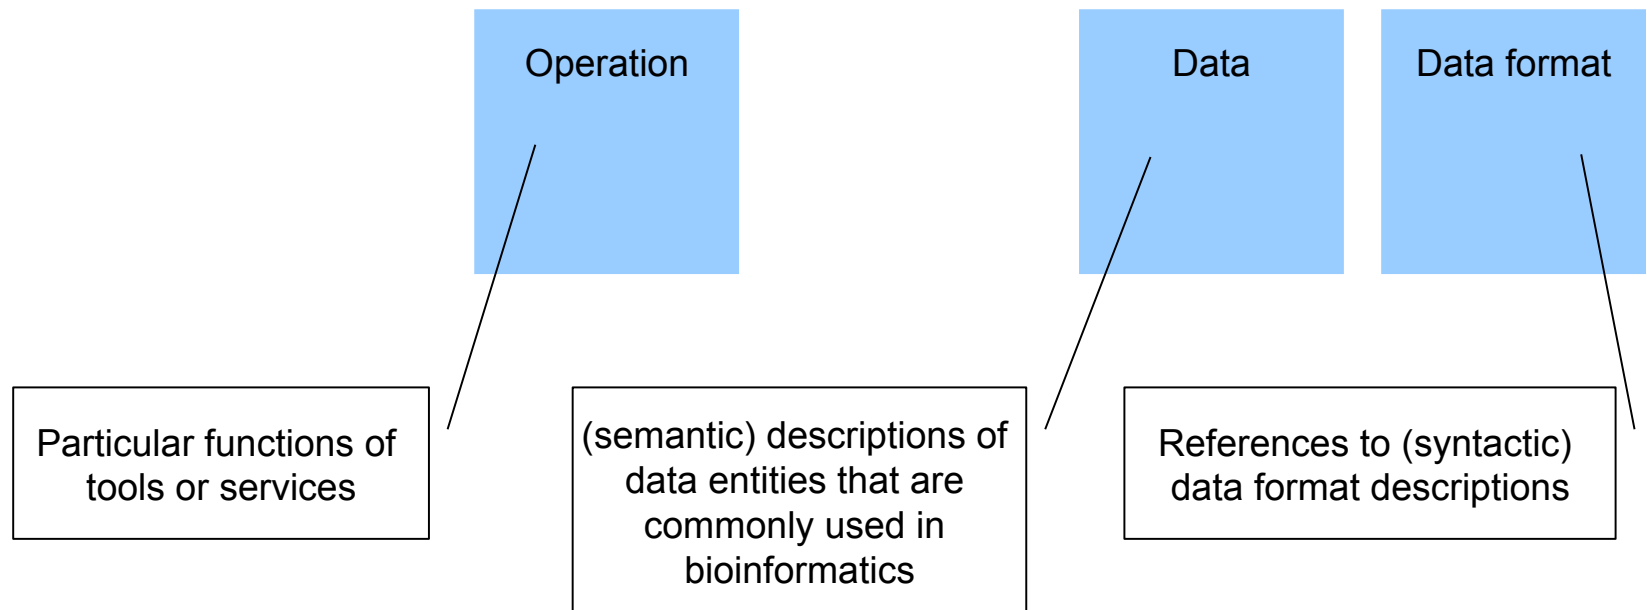 Operation
Data
Data format
Particular functions of
tools or services
(semantic) descriptions of
data entities that are
commonly used in
bioinformatics
References to (syntactic)
data format descriptions